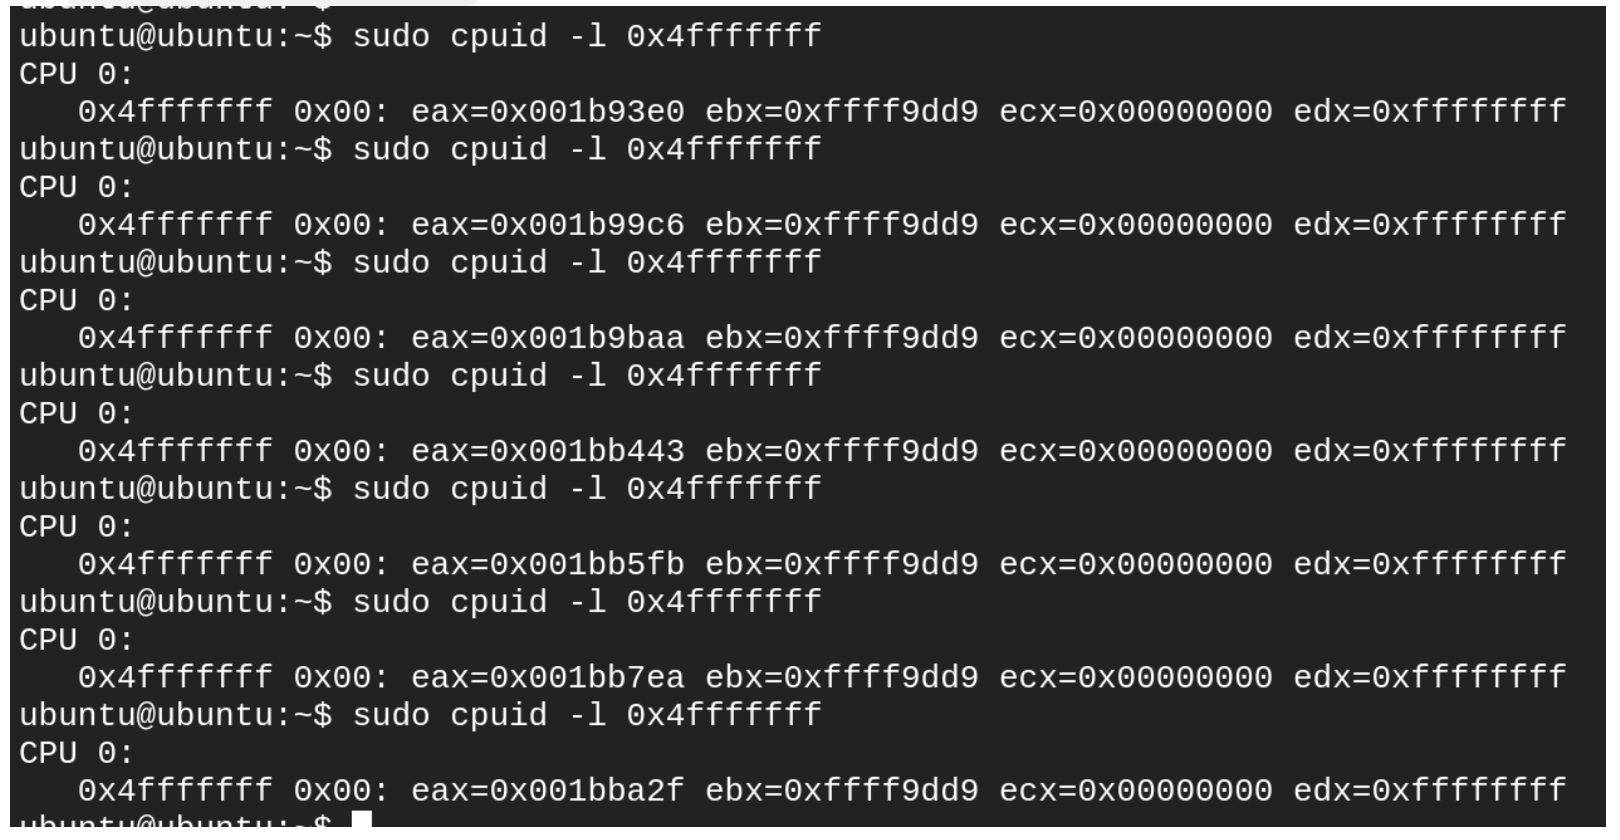 ubuntu@ubuntu:~$
ubuntu@ubuntu:~$ sudo cpuid -l 0x4fffffff
CPU 0:
   0x4fffffff 0x00: eax=0x001b93e0 ebx=0xffff9dd9 ecx=0x00000000 edx=0xffffffff
ubuntu@ubuntu:~$ sudo cpuid -l 0x4fffffff
CPU 0:
   0x4fffffff 0x00: eax=0x001b99c6 ebx=0xffff9dd9 ecx=0x00000000 edx=0xffffffff
ubuntu@ubuntu:~$ sudo cpuid -l 0x4fffffff
CPU 0:
   0x4fffffff 0x00: eax=0x001b9baa ebx=0xffff9dd9 ecx=0x00000000 edx=0xffffffff
ubuntu@ubuntu:~$ sudo cpuid -l 0x4fffffff
CPU 0:
   0x4fffffff 0x00: eax=0x001bb443 ebx=0xffff9dd9 ecx=0x00000000 edx=0xffffffff
ubuntu@ubuntu:~$ sudo cpuid -l 0x4fffffff
CPU 0:
   0x4fffffff 0x00: eax=0x001bb5fb ebx=0xffff9dd9 ecx=0x00000000 edx=0xffffffff
ubuntu@ubuntu:~$ sudo cpuid -l 0x4fffffff
CPU 0:
   0x4fffffff 0x00: eax=0x001bb7ea ebx=0xffff9dd9 ecx=0x00000000 edx=0xffffffff
ubuntu@ubuntu:~$ sudo cpuid -l 0x4fffffff
CPU 0:
   0x4fffffff 0x00: eax=0x001bba2f ebx=0xffff9dd9 ecx=0x00000000 edx=0xffffffff
ubuntu@ubuntu:~$